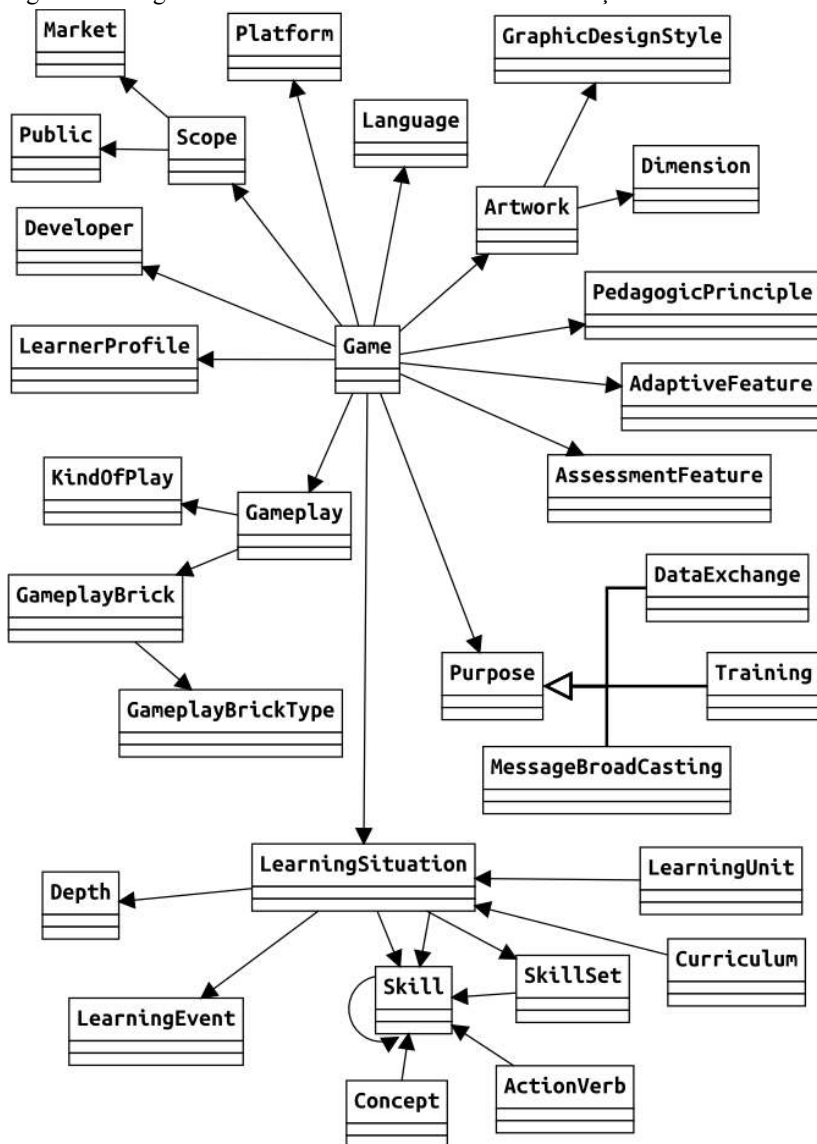 Market
Platform
GraphicDesignStyle
Public
Scope
Language
Dimension
Artwork
Developer
PedagogicPrinciple
LearnerProfile
Game
AdaptiveFeature
KindOfPlay
Gameplay
AssessmentFeature
DataExchange
GameplayBrick
Purpose
Training
GameplayBrickType
MessageBroadCasting
LearningSituation
LearningUnit
Depth
Curriculum
Skill
SkillSet
LearningEvent
ActionVerb
Concept